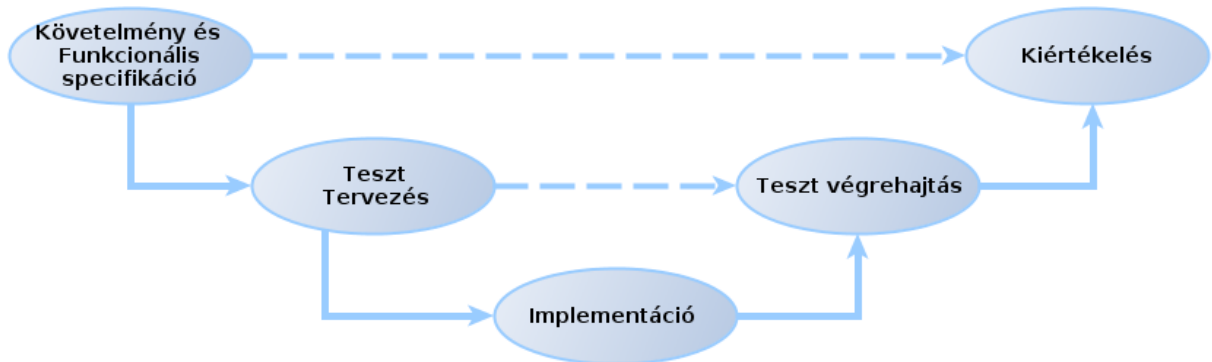 Követelmény és
Funkcionális
specifikáció
Kiértékelés
Teszt
Tervezés
Teszt végrehajtás
Implementáció